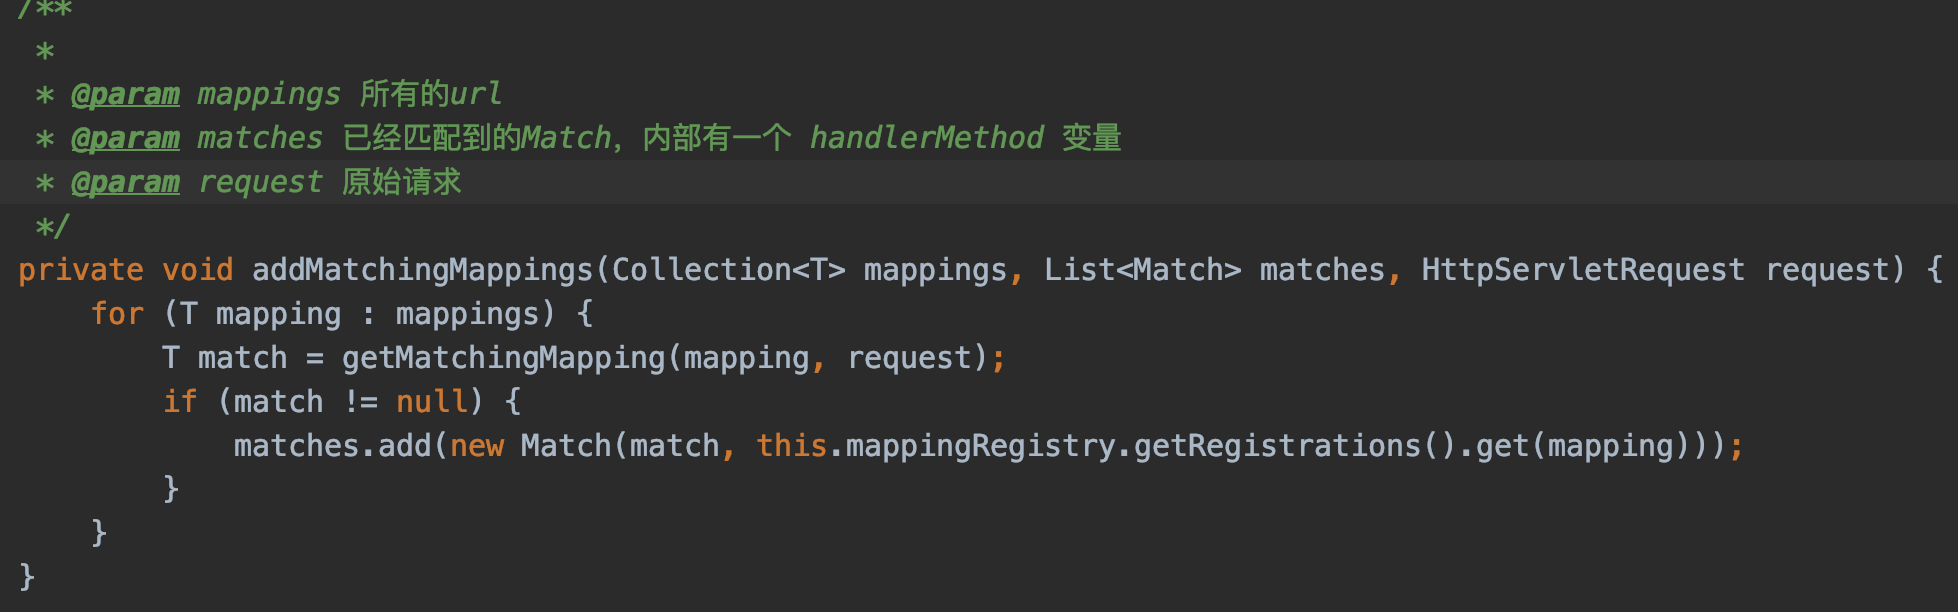 /**
 *
 * @param mappings 所有的url
 * @param matches 已经匹配到的Match，内部有一个 handlerMethod 变量
 * @param request 原始请求
 */
private void addMatchingMappings(Collection<T> mappings, List<Match> matches, HttpServletRequest request) {
    for (T mapping : mappings) {
        T match = getMatchingMapping(mapping, request);
        if (match != null) {
            matches.add(new Match(match, this.mappingRegistry.getRegistrations().get(mapping)));
        }
    }
}